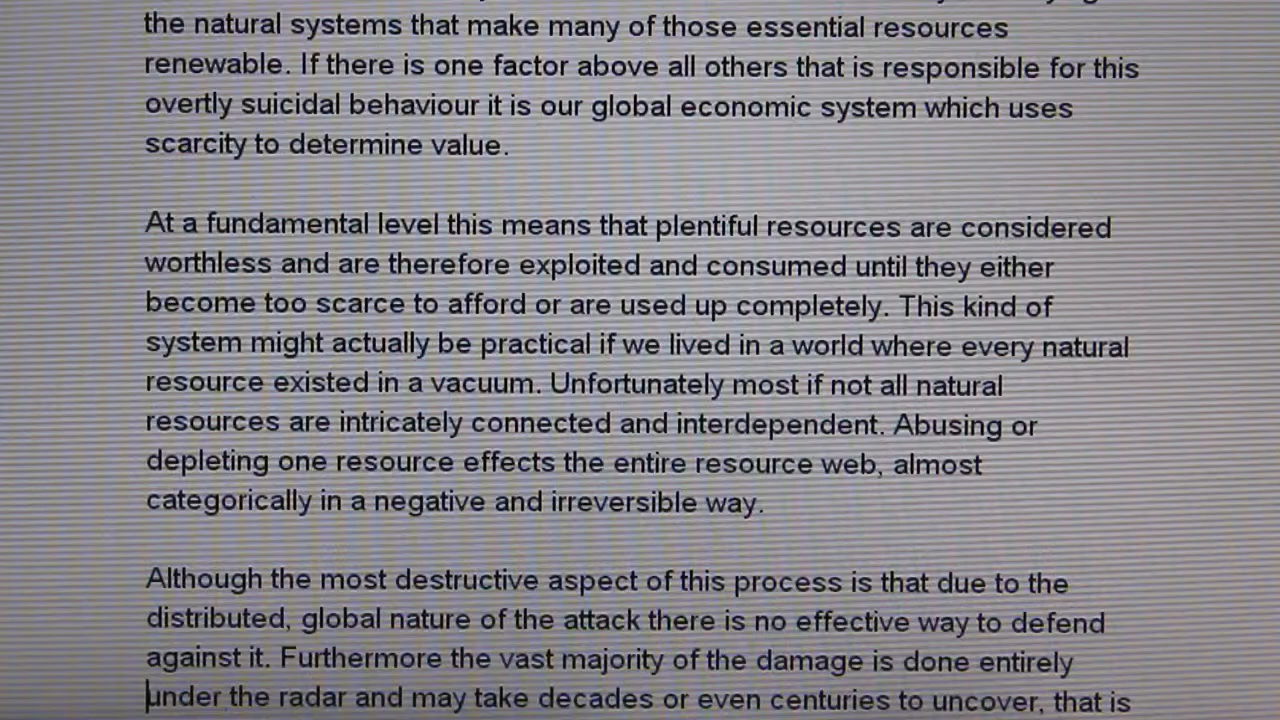 the natural systems that make many of those essential resources
renewable. If there is one factor above all others that is responsible for this
overtly suicidal behaviour it is our global economic system which uses
scarcity to determine value.
At a fundamental level this means that plentiful resources are considered
worthless and are therefore exploited and consumed until they either
become too scarce to afford or are used up completely. This kind of
system might actually be practical if we lived in a world where every natural
resource existed in a vacuum. Unfortunately most if not all natural
resources are intricately connected and interdependent. Abusing or
depleting one resource effects the entire resource web, almost
categorically in a negative and irreversible way.
Although the most destructive aspect of this process is that due to the
distributed, global nature of the attack there is no effective way to defend
against it. Furthermore the vast majority of the damage is done entirely
under the radar and may take decades or even centuries to uncover, that is